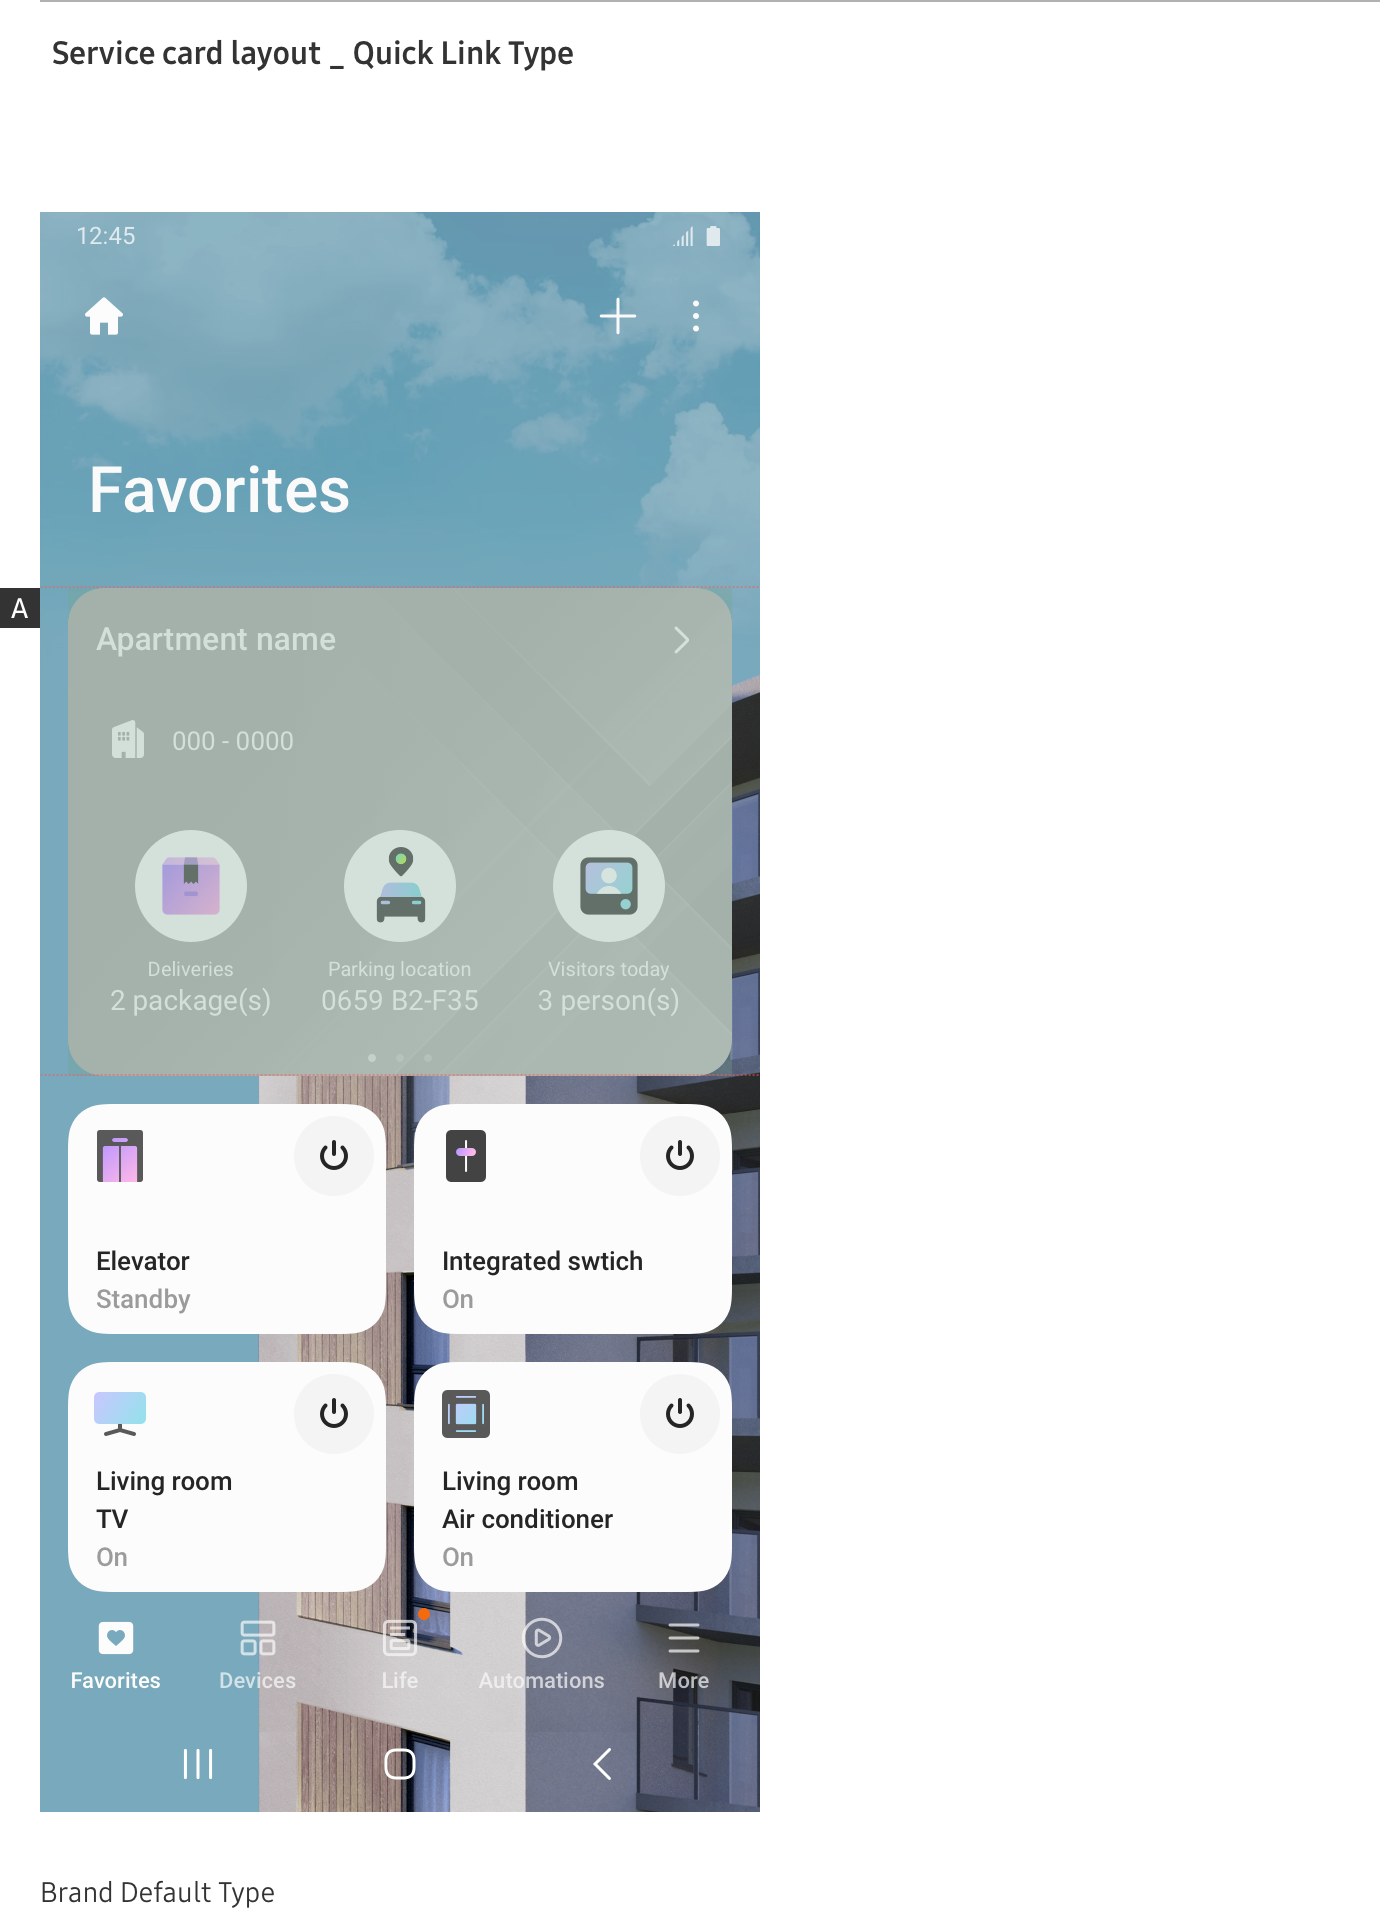 Service card layout _ Quick Link Type
12:45
Favorites
A
Apartment name
000 - 0000
Deliveries
2 package(s)
Parking location
0659 B2-F35
Visitors today
3 person(s)
Elevator
Standby
Integrated swtich
On
Living room
TV
On
Living room
Air conditioner
On
Favorites
Devices
Life
Automations
More
Brand Default Type